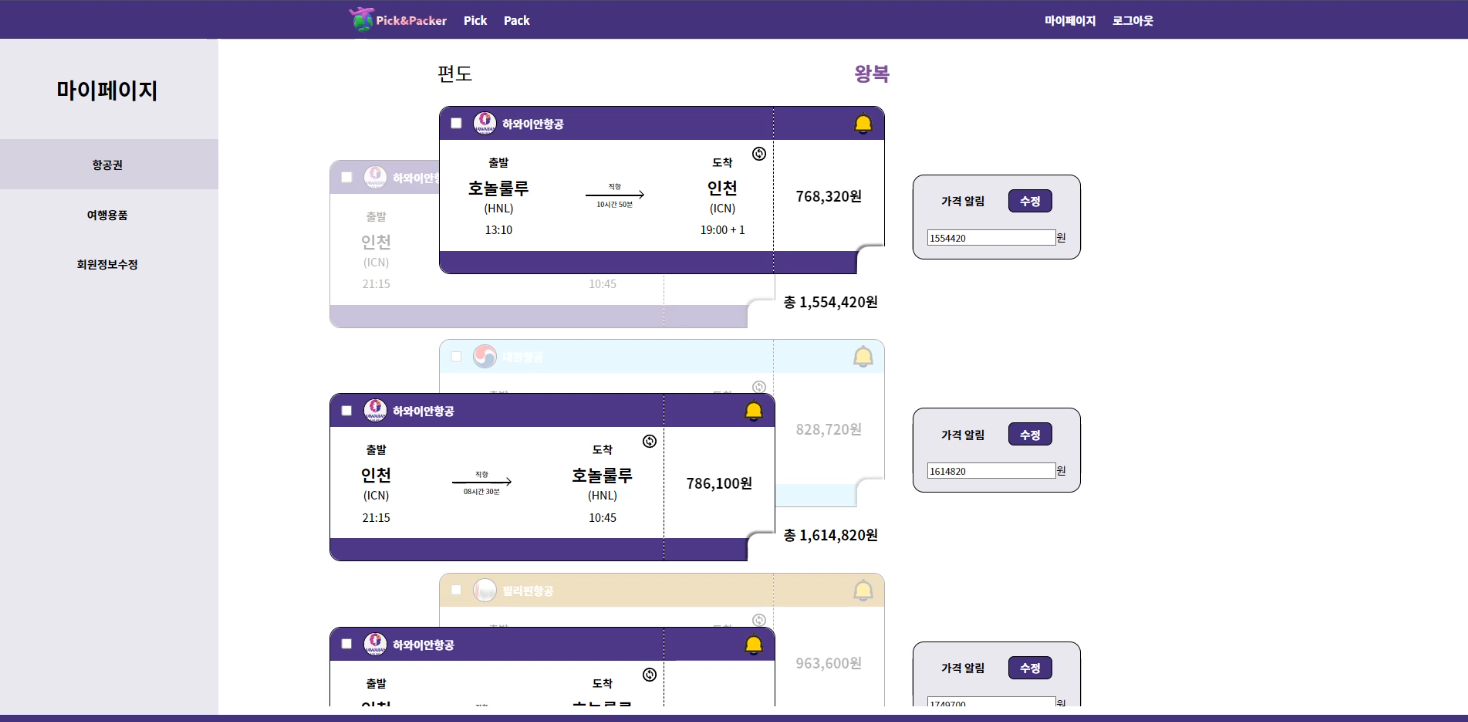 Pick&Packer Pick Pack 마이페이지 로그아웃
마이페이지
항공권
여행용품
회원정보수정
편도 왕복
하와이안항공
출발 도착
호놀룰루 직항 인천
(HNL) 10시간 50분 (ICN)
13:10 19:00 + 1
768,320원
하와이안항
출발
인천
(ICN)
21:15 10:45
총 1,554,420원
가격 알림 수정
1554420 원
대한항공
828,720원
하와이안항공
출발 도착
인천 직항 호놀룰루
(ICN) 08시간 30분 (HNL)
21:15 10:45
786,100원
총 1,614,820원
가격 알림 수정
1614820 원
필리핀항공
963,600원
하와이안항공
출발 도착
인천 호놀룰루
가격 알림 수정
1749700 원